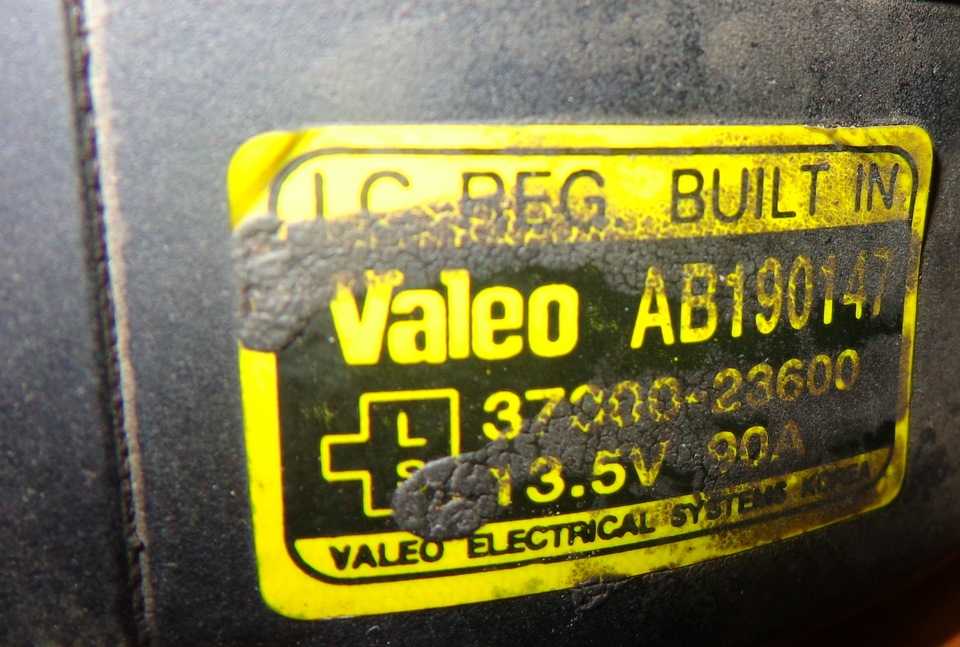 I.C. REG BUILT IN
Valeo AB190147
L 37300-23600
S 13.5V 90A
VALEO ELECTRICAL SYSTEMS KOREA